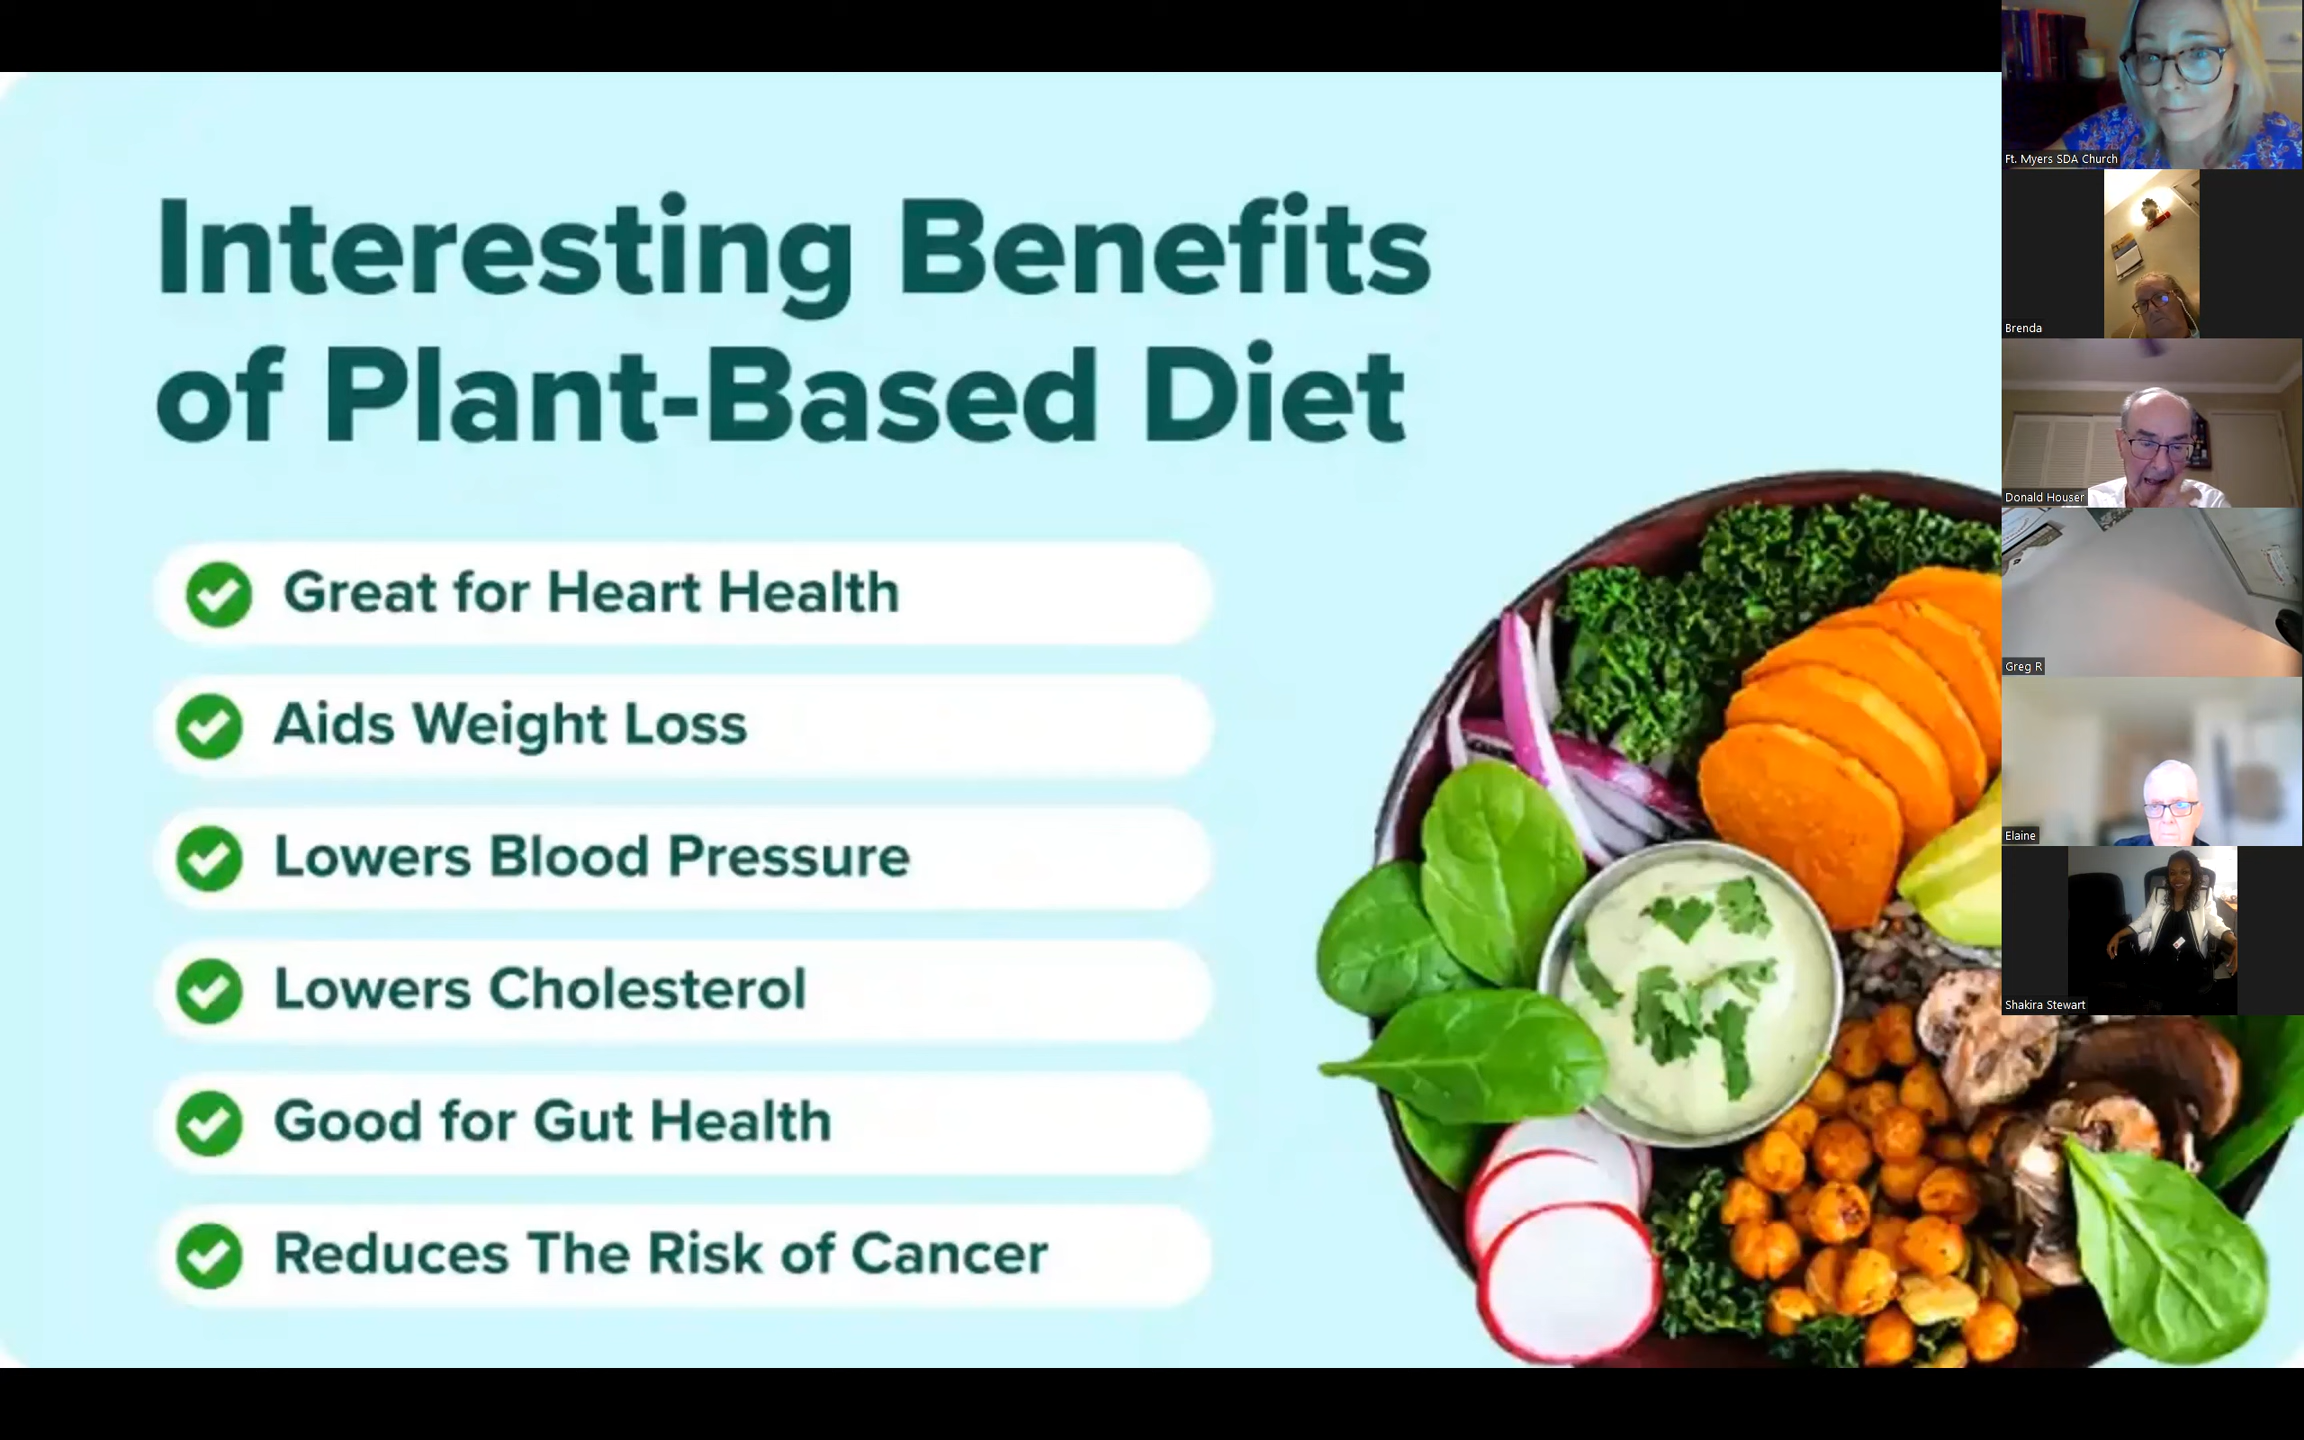 Interesting Benefits
of Plant-Based Diet
Great for Heart Health
Aids Weight Loss
Lowers Blood Pressure
Lowers Cholesterol
Good for Gut Health
Reduces The Risk of Cancer
Ft. Myers SDA Church
Brenda
Donald Houser
Greg R
Elaine
Shakira Stewart